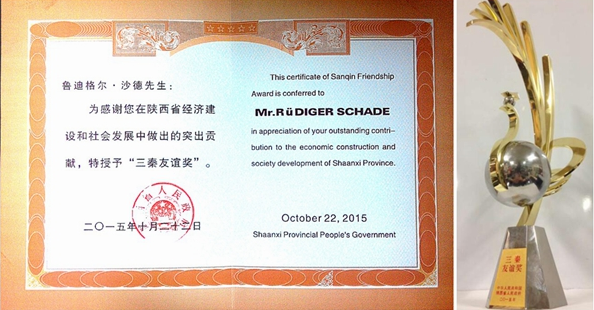 鲁迪格尔·沙德先生：
为感谢您在陕西省经济建
设和社会发展中做出的突出贡
献，特授予“三秦友谊奖”。
二〇一五年十月二十二日
This certificate of Sanqin Friendship
Award is conferred to
Mr.RüDIGER SCHADE
in appreciation of your outstanding contri-
bution to the economic construction and
society development of Shaanxi Province.
October 22, 2015
Shaanxi Provincial People's Government
三秦
友谊奖